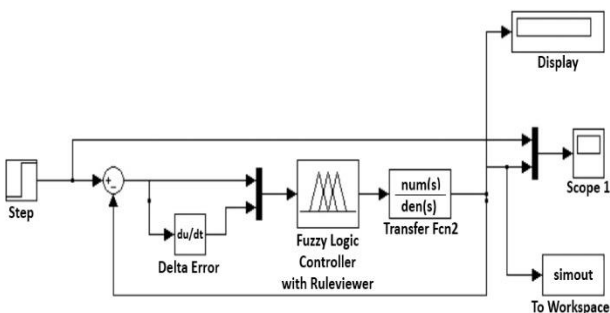 Display
Scope 1
Step
+
-
du/dt
Delta Error
Fuzzy Logic
Controller
with Ruleviewer
num(s)
den(s)
Transfer Fcn2
simout
To Workspace